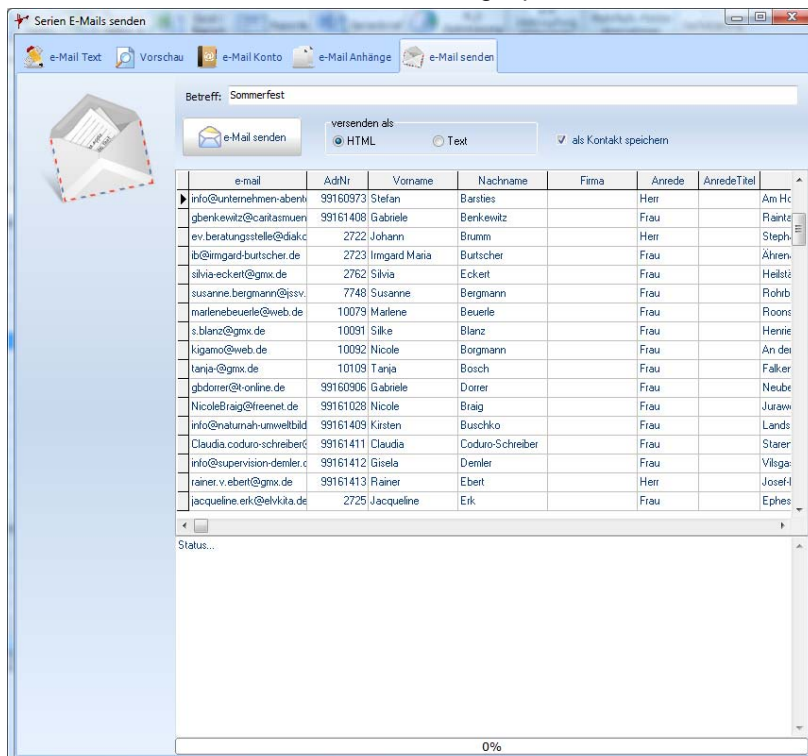 Serien E-Mails senden
e-Mail Text Vorschau e-Mail Konto e-Mail Anhänge e-Mail senden
Betreff: Sommerfest
e-Mail senden
versenden als
HTML Text
als Kontakt speichern
e-mail AdrNr Vorname Nachname Firma Anrede AnredeTitel
info@unternehmen-abent 99160973 Stefan Barsties Herr Am Ho
gbenkewitz@caritasmuen 99161408 Gabriele Benkewitz Frau Rainta
ev.beratungsstelle@diakc 2722 Johann Brumm Herr Steph
ib@irmgard-burtscher.de 2723 Irmgard Maria Burtscher Frau Ähren
silvia-eckert@gmx.de 2762 Silvia Eckert Frau Heilstä
susanne.bergmann@jssv. 7748 Susanne Bergmann Frau Rohrb
marlenebeuerle@web.de 10079 Marlene Beuerle Frau Roons
s.blanz@gmx.de 10091 Silke Blanz Frau Henrie
kigamo@web.de 10092 Nicole Borgmann Frau An der
tanja-@gmx.de 10109 Tanja Bosch Frau Falker
gbdorrer@t-online.de 99160906 Gabriele Dorrer Frau Neube
NicoleBraig@freenet.de 99161028 Nicole Braig Frau Juraw
info@naturnah-umweltbild 99161409 Kirsten Buschko Frau Lands
Claudia.coduro-schreiber@ 99161411 Claudia Coduro-Schreiber Frau Starer
info@supervision-demler.c 99161412 Gisela Demler Frau Vilsga
rainer.v.ebert@gmx.de 99161413 Rainer Ebert Herr Josef-
jacqueline.erk@elvkita.de 2725 Jacqueline Erk Frau Ephes
Status...
0%